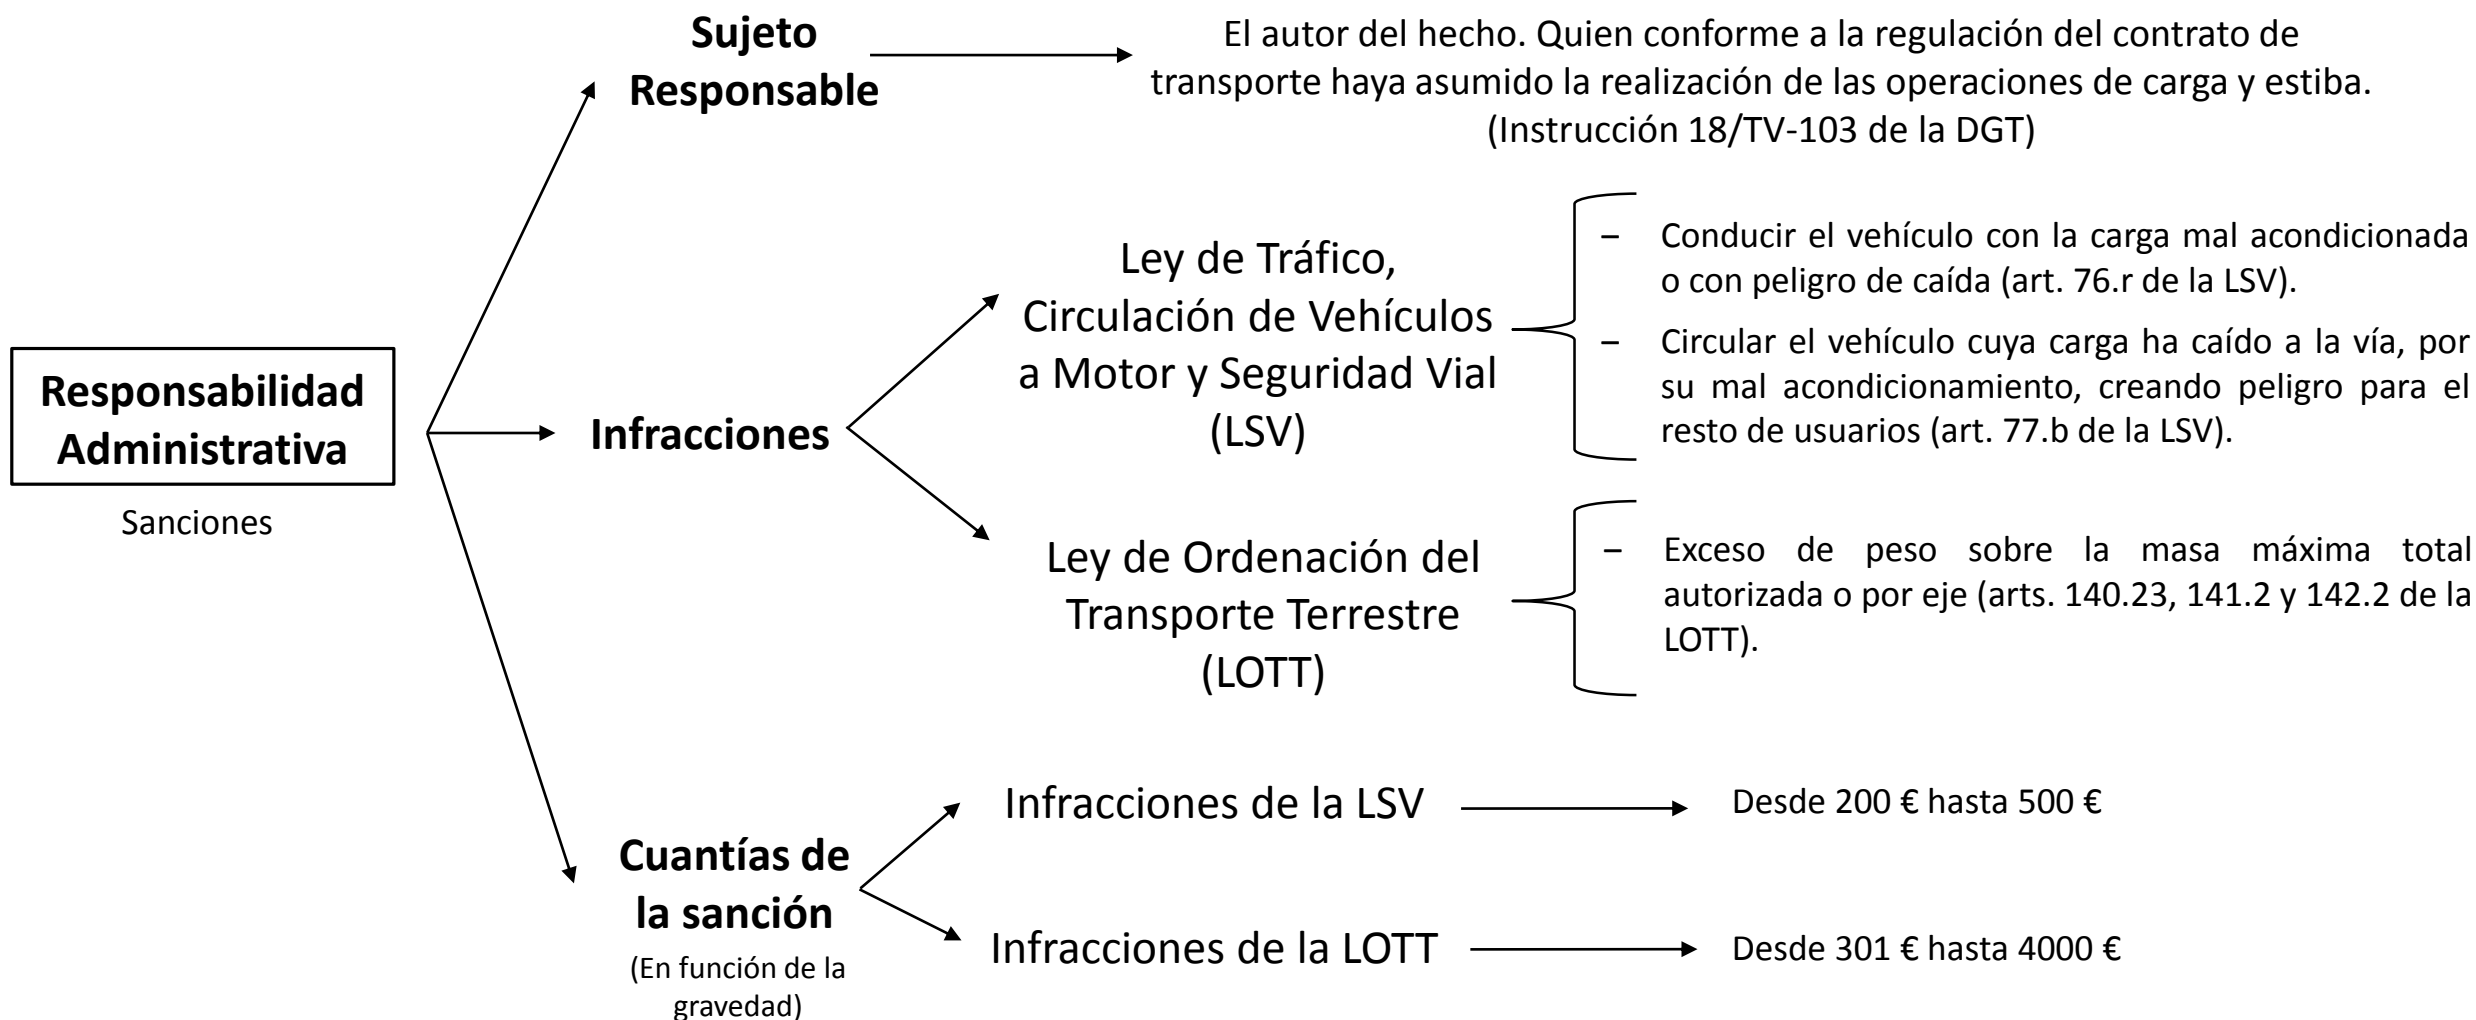 Sujeto
Responsable
El autor del hecho. Quien conforme a la regulación del contrato de
transporte haya asumido la realización de las operaciones de carga y estiba.
(Instrucción 18/TV-103 de la DGT)
Responsabilidad
Administrativa
Sanciones
Infracciones
Ley de Tráfico,
Circulación de Vehículos
a Motor y Seguridad Vial
(LSV)
– Conducir el vehículo con la carga mal acondicionada
o con peligro de caída (art. 76.r de la LSV).
– Circular el vehículo cuya carga ha caído a la vía, por
su mal acondicionamiento, creando peligro para el
resto de usuarios (art. 77.b de la LSV).
Ley de Ordenación del
Transporte Terrestre
(LOTT)
– Exceso de peso sobre la masa máxima total
autorizada o por eje (arts. 140.23, 141.2 y 142.2 de la
LOTT).
Cuantías de
la sanción
(En función de la
gravedad)
Infracciones de la LSV
Desde 200 € hasta 500 €
Infracciones de la LOTT
Desde 301 € hasta 4000 €